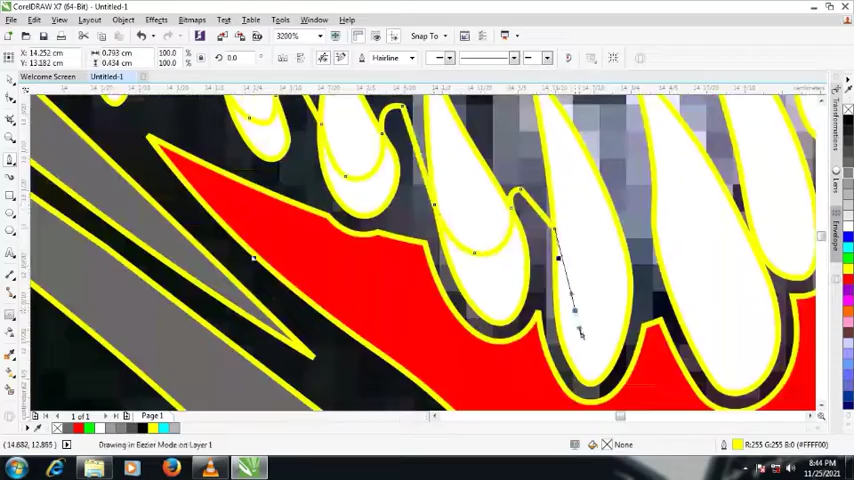 CorelDRAW X7 (64-Bit) - Untitled-1
File Edit View Layout Object Effects Bitmaps Text Table Tools Window Help
3200% Snap To
X: 14.252 cm 0.793 cm 100.0 0.0 Hairline
Y: 13.182 cm 0.434 cm 100.0 %
Welcome Screen Untitled-1
centimeters
Lens
1 of 1 Page 1
(14.682, 12.855) Drawing in Bezier Mode on Layer 1 None R:255 G:255 B:0 (#FFFF00)
8:44 PM
11/25/2021